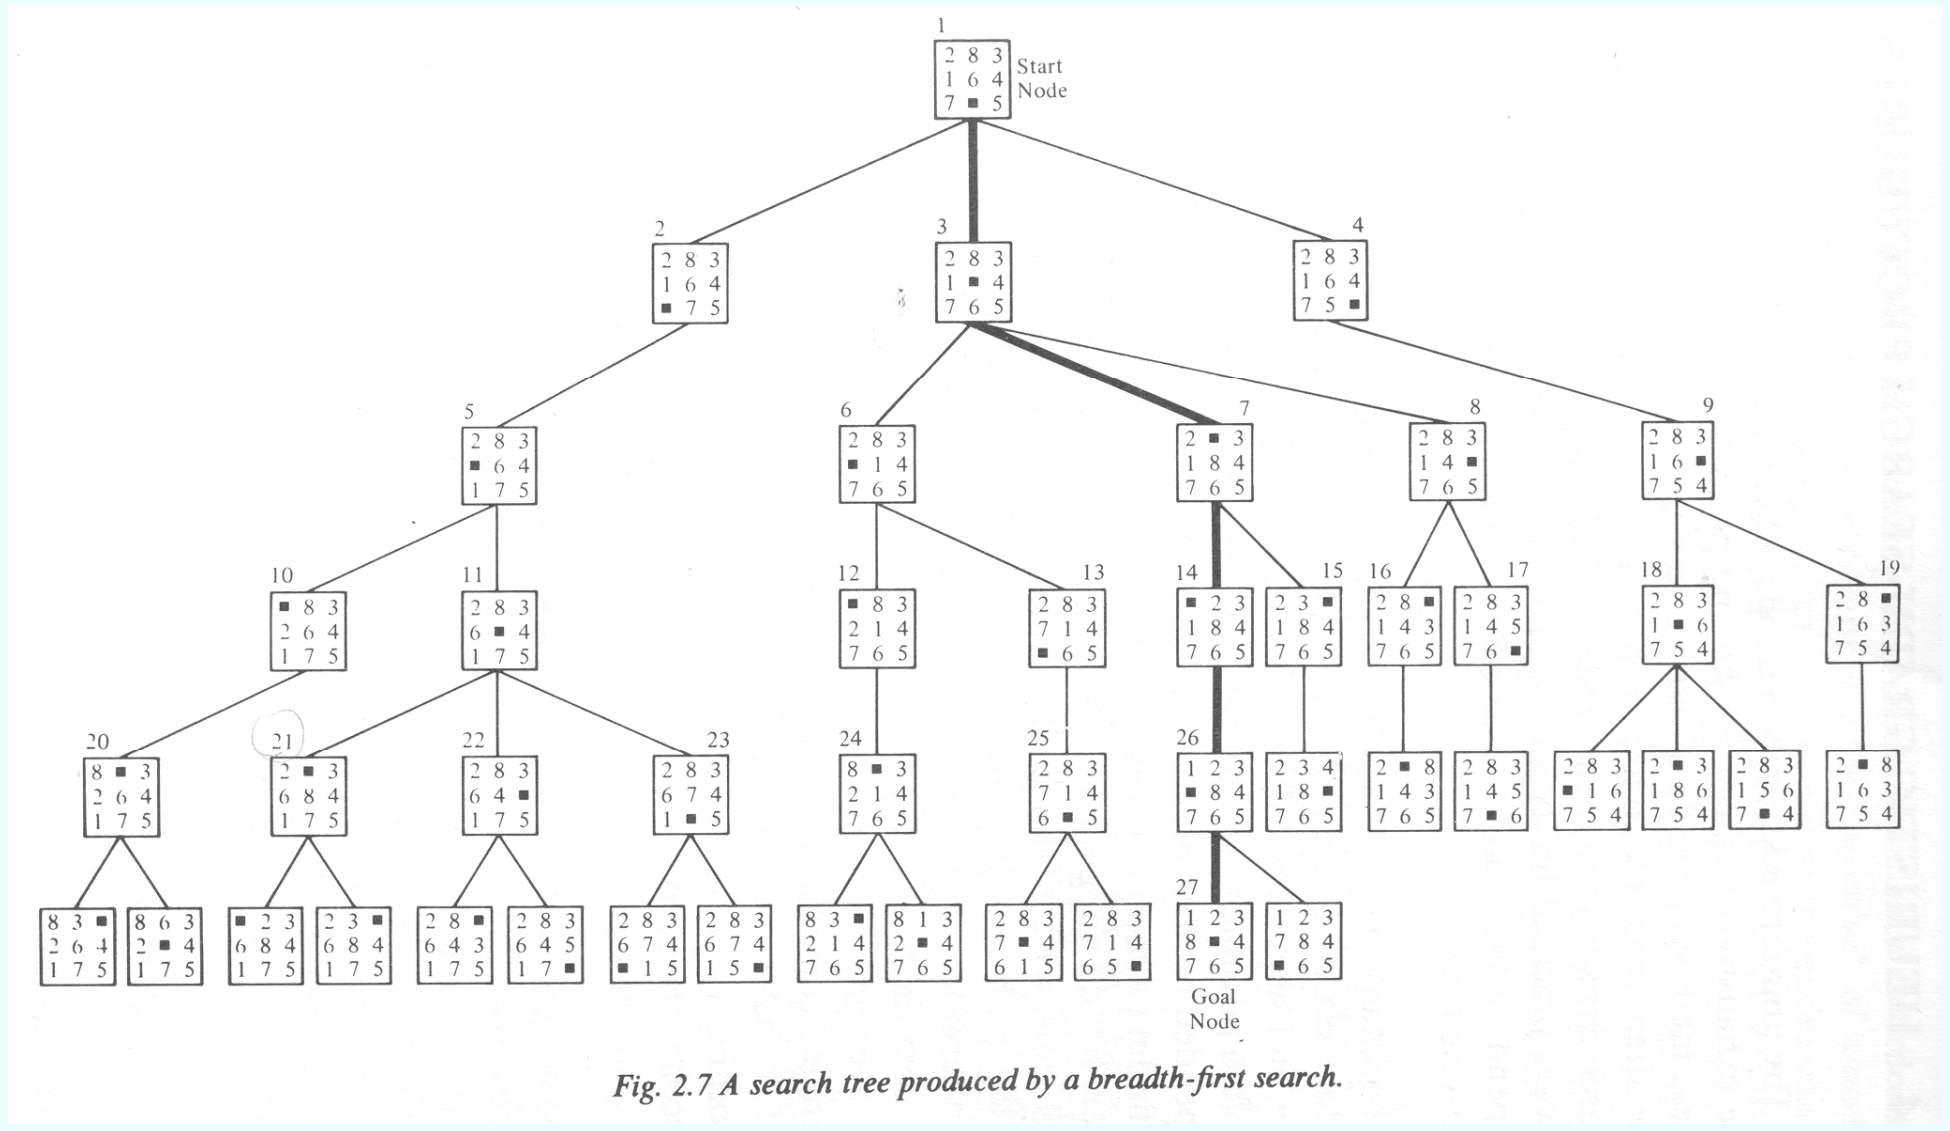 1
2 8 3
1 6 4
7 ■ 5
Start
Node
2
2 8 3
1 6 4
■ 7 5
3
2 8 3
1 ■ 4
7 6 5
4
2 8 3
1 6 4
7 5 ■
5
2 8 3
■ 6 4
1 7 5
6
2 8 3
■ 1 4
7 6 5
7
2 ■ 3
1 8 4
7 6 5
8
2 8 3
1 4 ■
7 6 5
9
2 8 3
1 6 ■
7 5 4
10
■ 8 3
2 6 4
1 7 5
11
2 8 3
6 ■ 4
1 7 5
12
■ 8 3
2 1 4
7 6 5
13
2 8 3
7 1 4
■ 6 5
14
■ 2 3
1 8 4
7 6 5
15
2 3 ■
1 8 4
7 6 5
16
2 8 ■
1 4 3
7 6 5
17
2 8 3
1 4 5
7 6 ■
18
2 8 3
1 ■ 6
7 5 4
19
2 8 ■
1 6 3
7 5 4
20
8 ■ 3
2 6 4
1 7 5
21
2 ■ 3
6 8 4
1 7 5
22
2 8 3
6 4 ■
1 7 5
23
2 8 3
6 7 4
1 ■ 5
24
8 ■ 3
2 1 4
7 6 5
25
2 8 3
7 1 4
6 ■ 5
26
1 2 3
■ 8 4
7 6 5
2 3 4
1 8 ■
7 6 5
2 ■ 8
1 4 3
7 6 5
2 8 3
1 4 5
7 ■ 6
2 8 3
■ 1 6
7 5 4
2 ■ 3
1 8 6
7 5 4
2 8 3
1 5 6
7 ■ 4
2 ■ 8
1 6 3
7 5 4
8 3 ■
2 6 4
1 7 5
8 6 3
2 ■ 4
1 7 5
■ 2 3
6 8 4
1 7 5
2 3 ■
6 8 4
1 7 5
2 8 ■
6 4 3
1 7 5
2 8 3
6 4 5
1 7 ■
2 8 3
6 7 4
■ 1 5
2 8 3
6 7 4
1 5 ■
8 3 ■
2 1 4
7 6 5
8 1 3
2 ■ 4
7 6 5
2 8 3
7 ■ 4
6 1 5
2 8 3
7 1 4
6 5 ■
27
1 2 3
8 ■ 4
7 6 5
Goal
Node
1 2 3
7 8 4
■ 6 5
Fig. 2.7 A search tree produced by a breadth-first search.